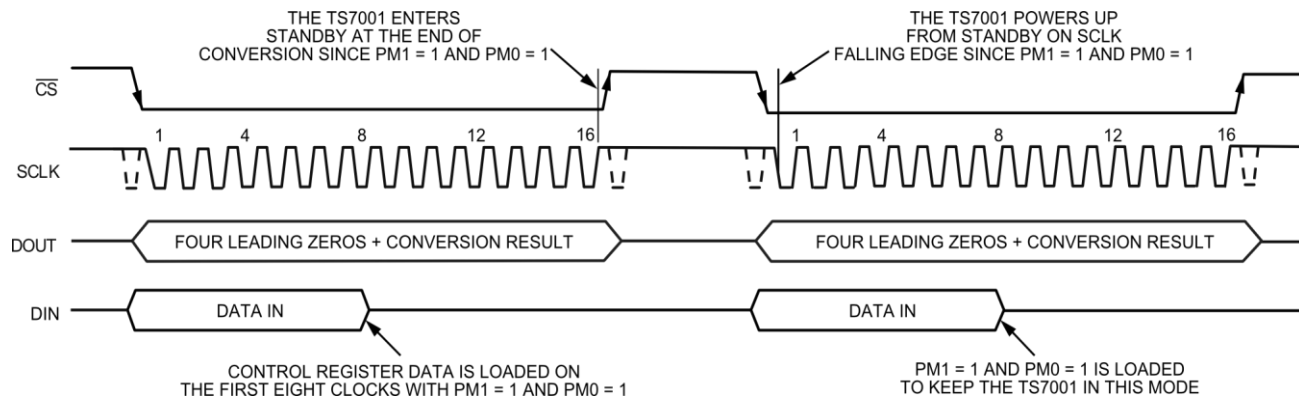 THE TS7001 ENTERS
STANDBY AT THE END OF
CONVERSION SINCE PM1 = 1 AND PM0 = 1
THE TS7001 POWERS UP
FROM STANDBY ON SCLK
FALLING EDGE SINCE PM1 = 1 AND PM0 = 1
CS
1 4 8 12 16 1 4 8 12 16
SCLK
DOUT FOUR LEADING ZEROS + CONVERSION RESULT FOUR LEADING ZEROS + CONVERSION RESULT
DIN DATA IN DATA IN
CONTROL REGISTER DATA IS LOADED ON
THE FIRST EIGHT CLOCKS WITH PM1 = 1 AND PM0 = 1
PM1 = 1 AND PM0 = 1 IS LOADED
TO KEEP THE TS7001 IN THIS MODE